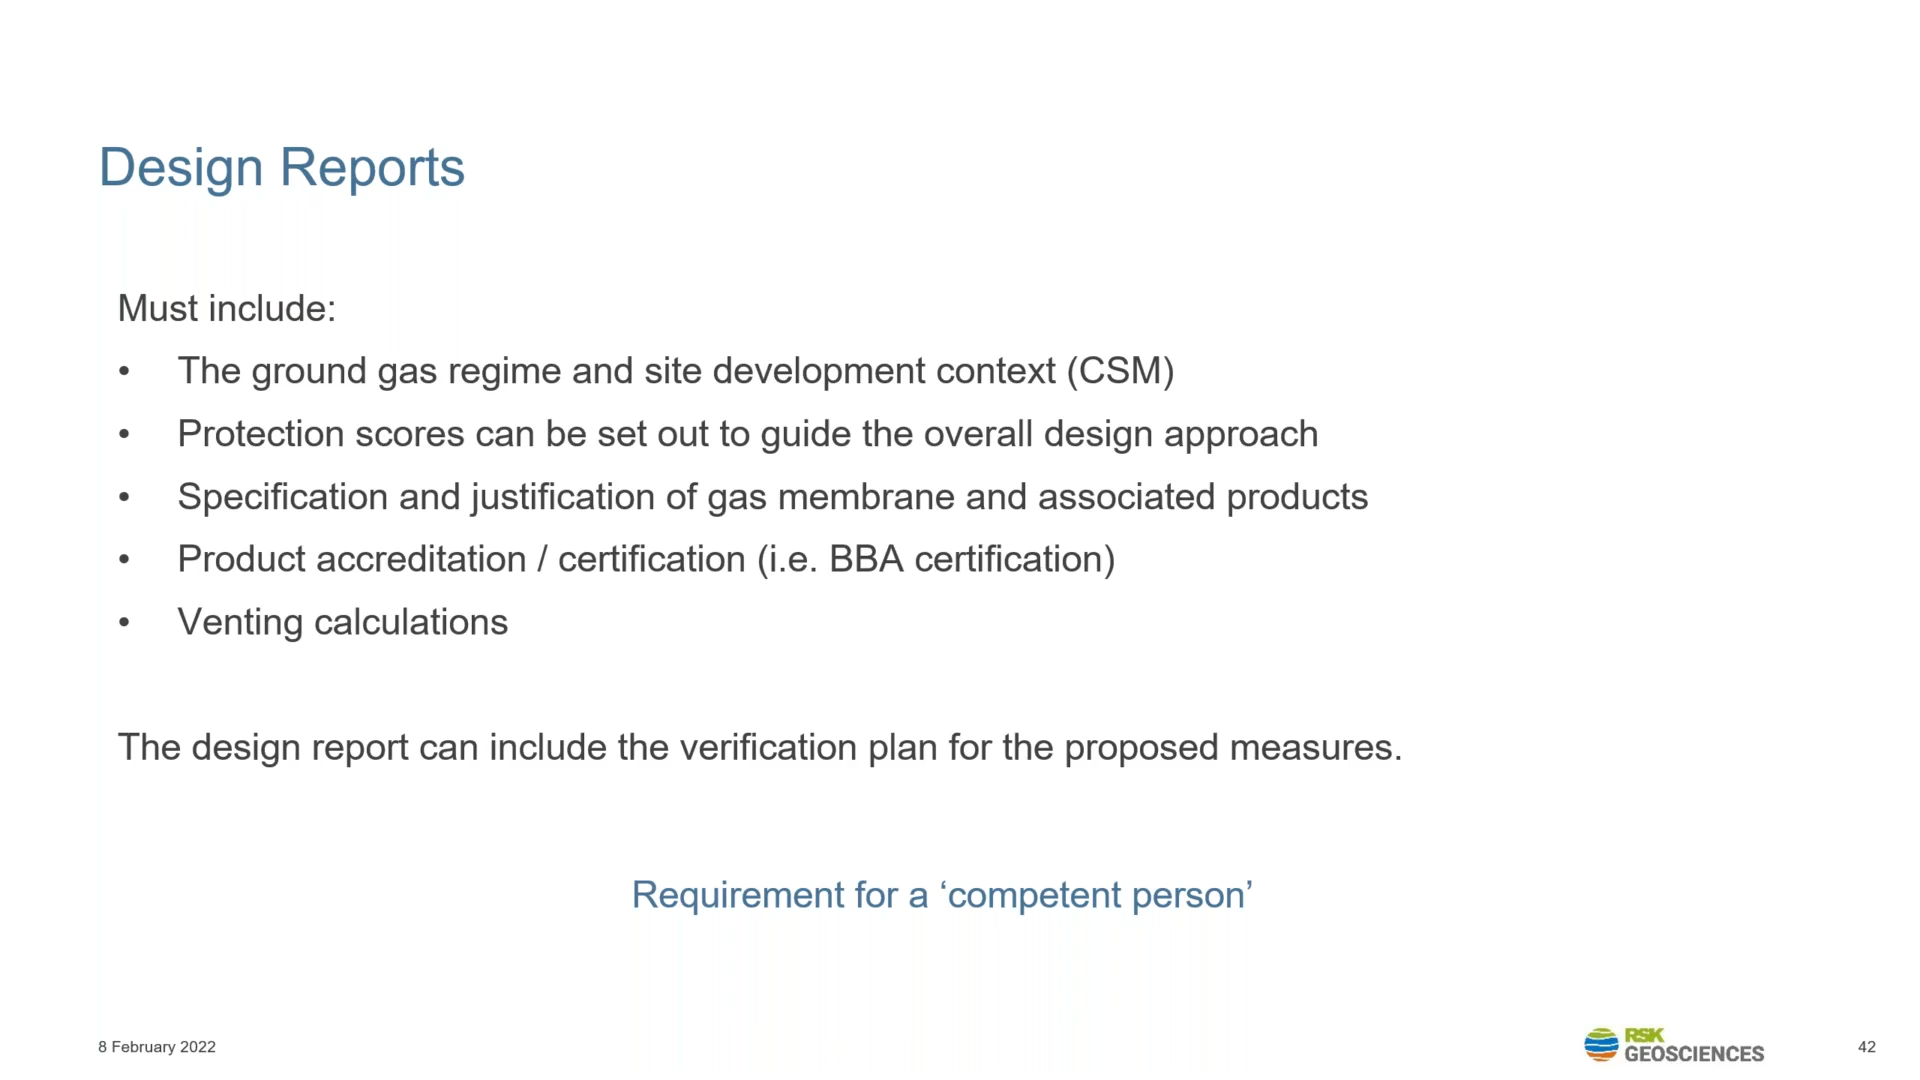 Design Reports
Must include:
• The ground gas regime and site development context (CSM)
• Protection scores can be set out to guide the overall design approach
• Specification and justification of gas membrane and associated products
• Product accreditation / certification (i.e. BBA certification)
• Venting calculations
The design report can include the verification plan for the proposed measures.
Requirement for a ‘competent person’
8 February 2022
RSK
GEOSCIENCES
42